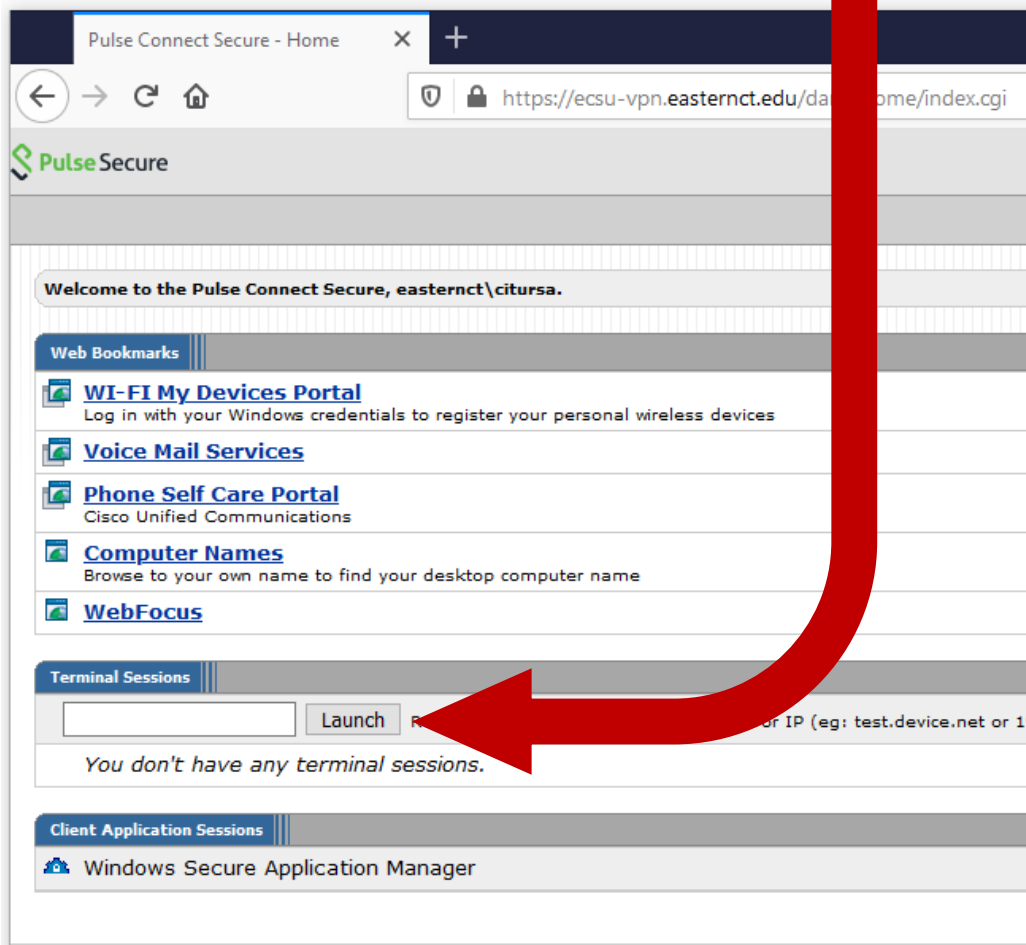 Pulse Connect Secure - Home
https://ecsu-vpn.easternct.edu/da ome/index.cgi
Pulse Secure
Welcome to the Pulse Connect Secure, easternct\citursa.
Web Bookmarks
WI-FI My Devices Portal
Log in with your Windows credentials to register your personal wireless devices
Voice Mail Services
Phone Self Care Portal
Cisco Unified Communications
Computer Names
Browse to your own name to find your desktop computer name
WebFocus
Terminal Sessions
Launch or IP (eg: test.device.net or 1
You don't have any terminal sessions.
Client Application Sessions
Windows Secure Application Manager